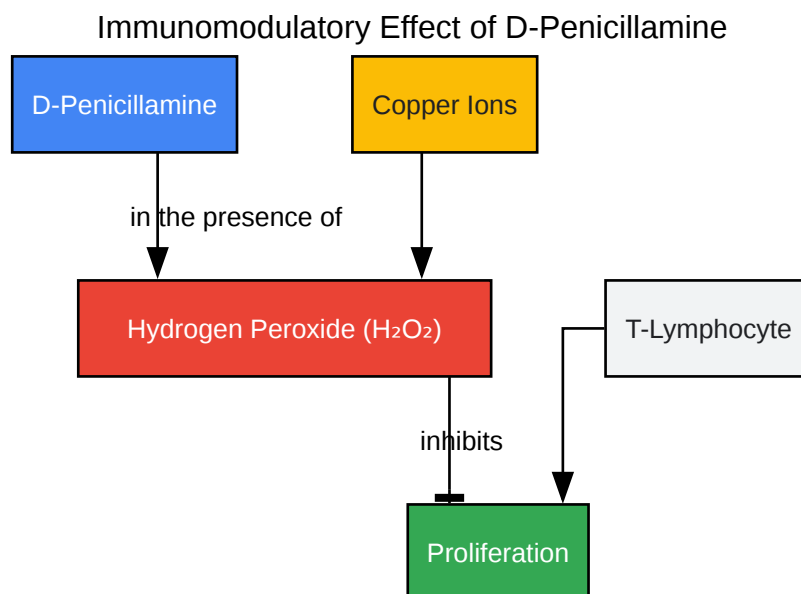 Immunomodulatory Effect of D-Penicillamine
D-Penicillamine
Copper Ions
in the presence of
Hydrogen Peroxide (H₂O₂)
T-Lymphocyte
inhibits
Proliferation